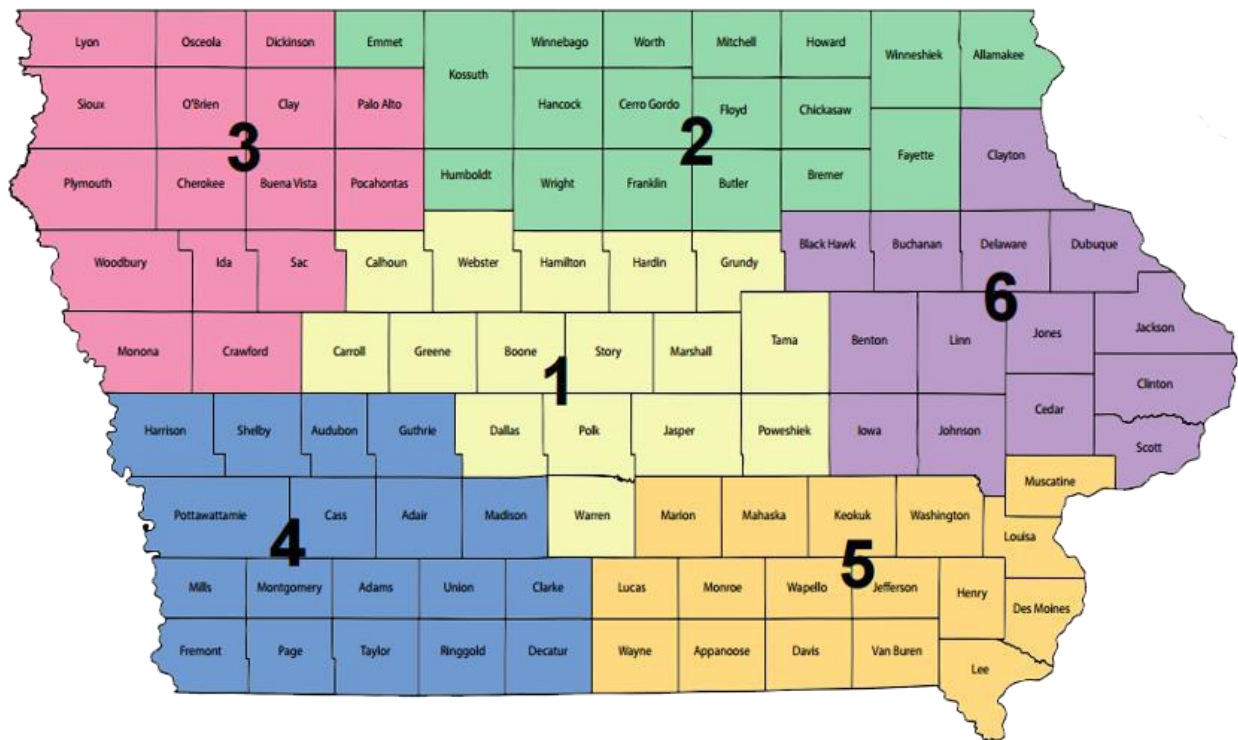 Lyon Osceola Dickinson Emmet Kossuth Winnebago Worth Mitchell Howard Winneshiek Allamakee
Sioux O'Brien Clay Palo Alto Hancock Cerro Gordo Floyd Chickasaw
3 2
Plymouth Cherokee Buena Vista Pocahontas Humboldt Wright Franklin Butler Bremer Fayette Clayton
Woodbury Ida Sac Calhoun Webster Hamilton Hardin Grundy Black Hawk Buchanan Delaware Dubuque
6
Monona Crawford Carroll Greene Boone Story Marshall Tama Benton Linn Jones Jackson
1
Clinton
Harrison Shelby Audubon Guthrie Dallas Polk Jasper Poweshiek Iowa Johnson Cedar Scott
Muscatine
Pottawattamie Cass Adair Madison Warren Marion Mahaska Keokuk Washington Louisa
4 5
Mills Montgomery Adams Union Clarke Lucas Monroe Wapello Jefferson Henry Des Moines
Fremont Page Taylor Ringgold Decatur Wayne Appanoose Davis Van Buren Lee